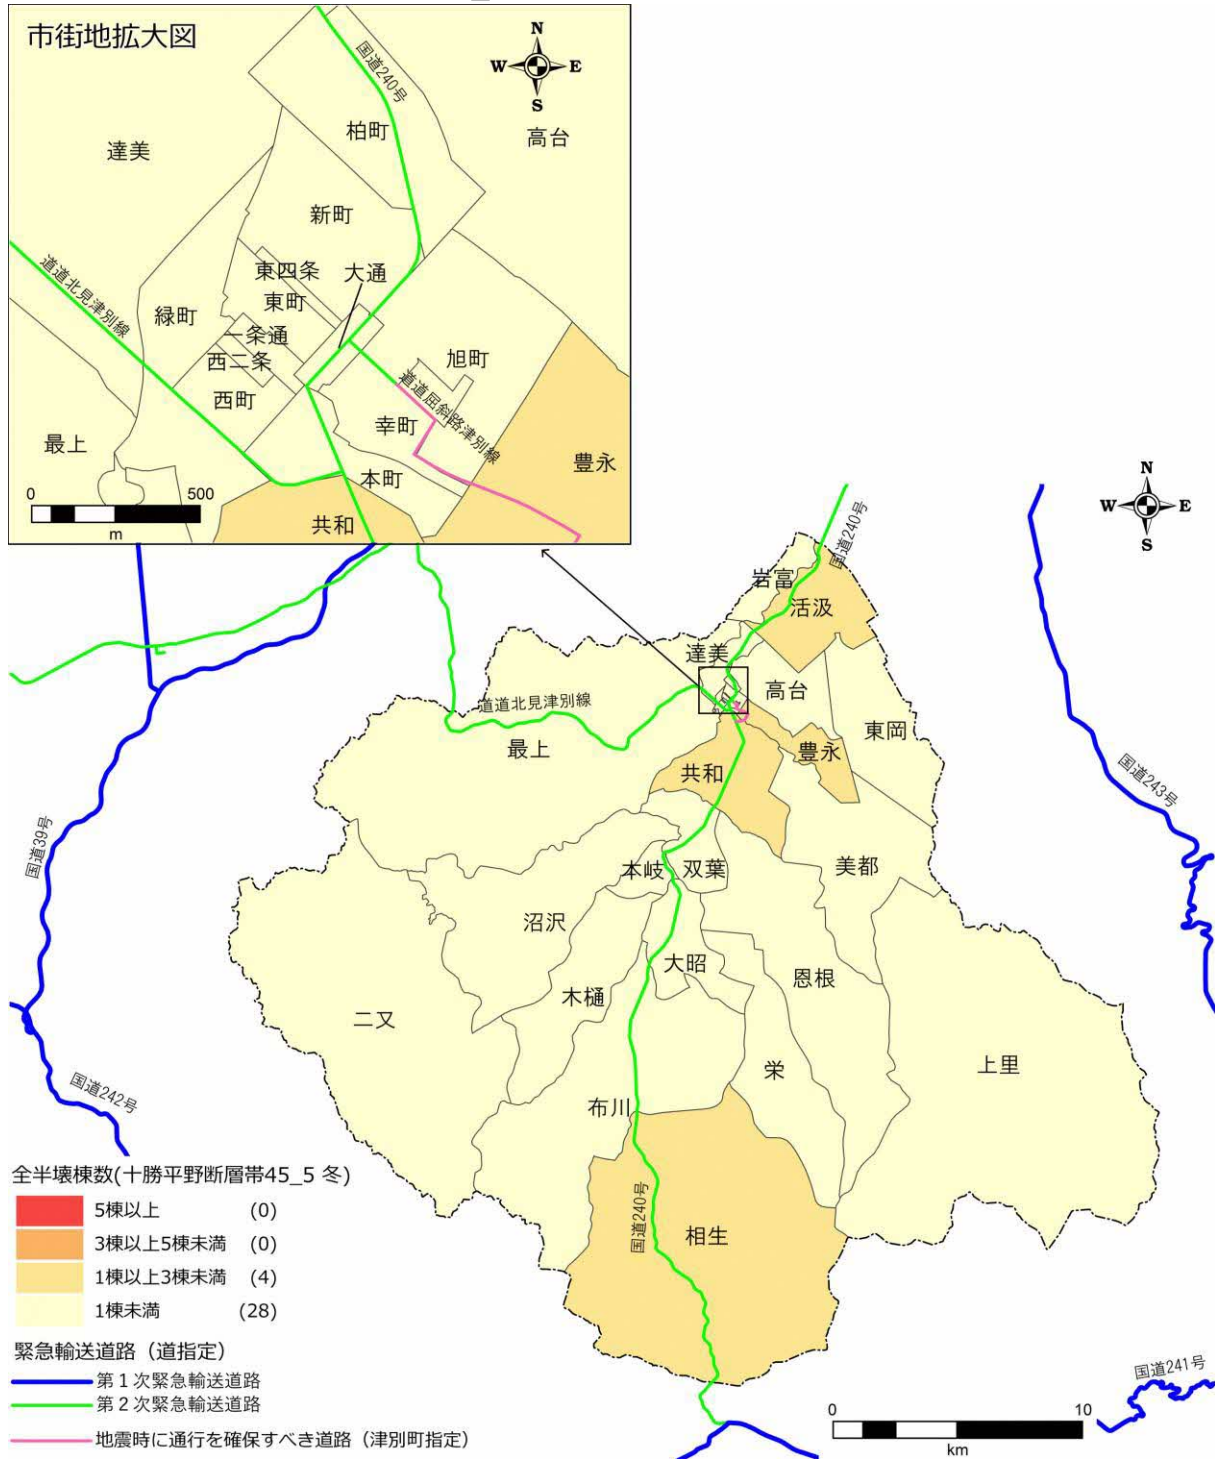 市街地拡大図
N
W
E
S
国道240号
柏町
高台
達美
新町
道道北見津別線
東四条
大通
東町
緑町
一条通
西二条
旭町
西町
道道屈斜路津別線
幸町
最上
豊永
本町
0
500
m
共和
N
W
E
S
国道240号
岩富
活汲
達美
高台
道道北見津別線
東岡
最上
豊永
共和
国道243号
国道39号
本岐
双葉
美都
沼沢
大昭
恩根
木樋
二又
栄
上里
国道242号
布川
全半壊棟数(十勝平野断層帯45_5 冬)
5棟以上 (0)
3棟以上5棟未満 (0)
1棟以上3棟未満 (4)
1棟未満 (28)
国道240号
相生
緊急輸送道路（道指定）
第１次緊急輸送道路
第２次緊急輸送道路
地震時に通行を確保すべき道路（津別町指定）
国道241号
0
10
km